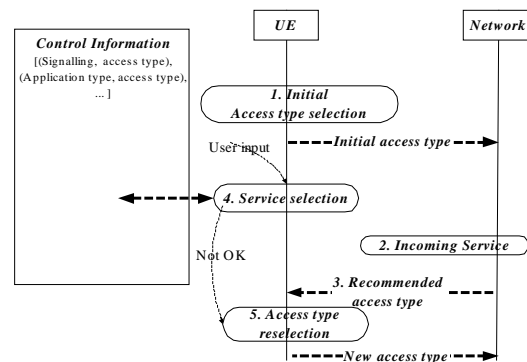 Control Information
[(Signalling, access type),
(Application type, access type),
... ]
UE
Network
1. Initial
Access type selection
Initial access type
User input
4. Service selection
2. Incoming Service
Not OK
3. Recommended
access type
5. Access type
reselection
New access type